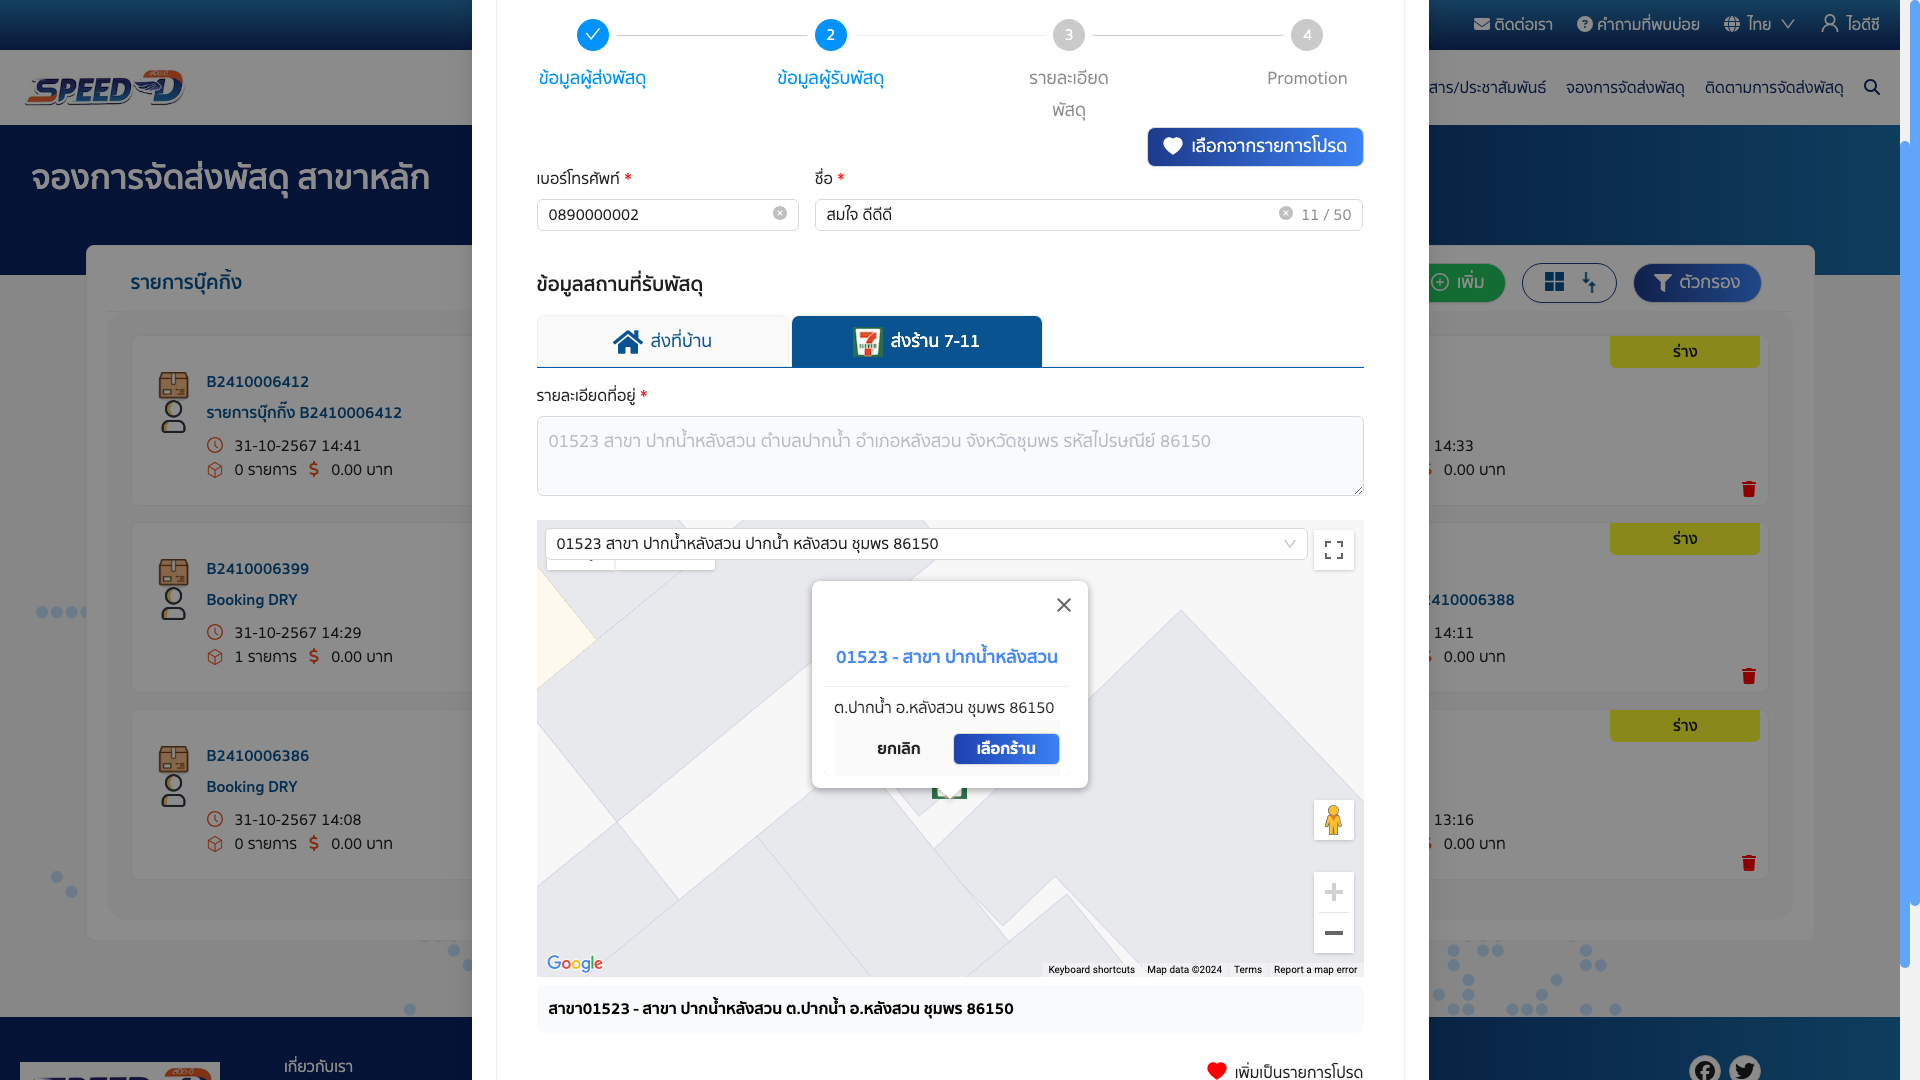 ติดต่อเรา คำถามที่พบบ่อย ไทย ไอดีซี
SPEED D
สาร/ประชาสัมพันธ์ จองการจัดส่งพัสดุ ติดตามการจัดส่งพัสดุ
จองการจัดส่งพัสดุ สาขาหลัก
2 3 4
ข้อมูลผู้ส่งพัสดุ ข้อมูลผู้รับพัสดุ รายละเอียด Promotion
พัสดุ
เลือกจากรายการโปรด
เบอร์โทรศัพท์ * ชื่อ *
0890000002 สมใจ ดีดีดี 11 / 50
ข้อมูลสถานที่รับพัสดุ
ส่งที่บ้าน ส่งร้าน 7-11
รายละเอียดที่อยู่ *
01523 สาขา ปากน้ำหลังสวน ตำบลปากน้ำ อำเภอหลังสวน จังหวัดชุมพร รหัสไปรษณีย์ 86150
01523 สาขา ปากน้ำหลังสวน ปากน้ำ หลังสวน ชุมพร 86150
01523 - สาขา ปากน้ำหลังสวน
ต.ปากน้ำ อ.หลังสวน ชุมพร 86150
ยกเลิก เลือกร้าน
Google
Keyboard shortcuts Map data ©2024 Terms Report a map error
สาขา01523 - สาขา ปากน้ำหลังสวน ต.ปากน้ำ อ.หลังสวน ชุมพร 86150
เพิ่มเป็นรายการโปรด
รายการบุ๊คกิ้ง
B2410006412
รายการบุ๊กกิ๊ง B2410006412
31-10-2567 14:41
0 รายการ 0.00 บาท
B2410006399
Booking DRY
31-10-2567 14:29
1 รายการ 0.00 บาท
B2410006386
Booking DRY
31-10-2567 14:08
0 รายการ 0.00 บาท
เพิ่ม ตัวกรอง
ร่าง
14:33
0.00 บาท
ร่าง
2410006388
14:11
0.00 บาท
ร่าง
13:16
0.00 บาท
เกี่ยวกับเรา